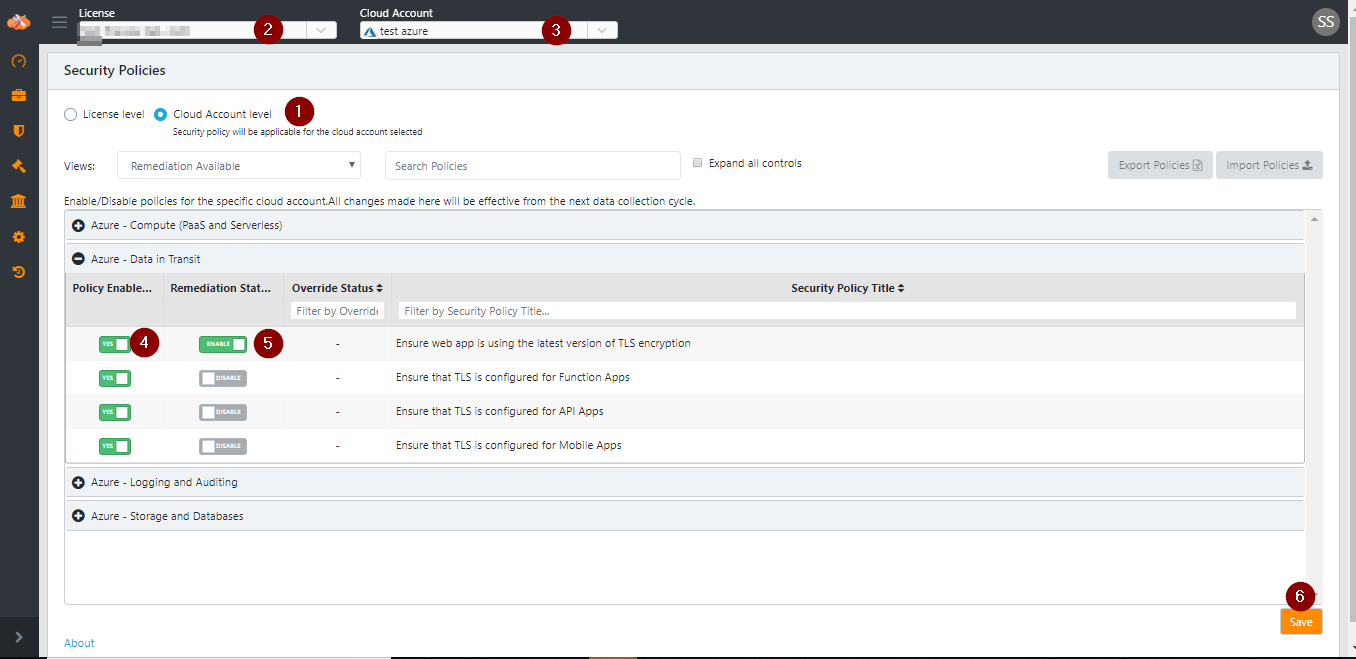 License
2
Cloud Account
test azure
3
SS
Security Policies
License level
Cloud Account level
1
Security policy will be applicable for the cloud account selected
Views:
Remediation Available
Search Policies
Expand all controls
Export Policies
Import Policies
Enable/Disable policies for the specific cloud account.All changes made here will be effective from the next data collection cycle.
Azure - Compute (PaaS and Serverless)
Azure - Data in Transit
Policy Enable... Remediation Stat... Override Status Security Policy Title
Filter by Override Filter by Security Policy Title...
YES 4 ENABLE 5 - Ensure web app is using the latest version of TLS encryption
YES DISABLE - Ensure that TLS is configured for Function Apps
YES DISABLE - Ensure that TLS is configured for API Apps
YES DISABLE - Ensure that TLS is configured for Mobile Apps
Azure - Logging and Auditing
Azure - Storage and Databases
6
Save
About